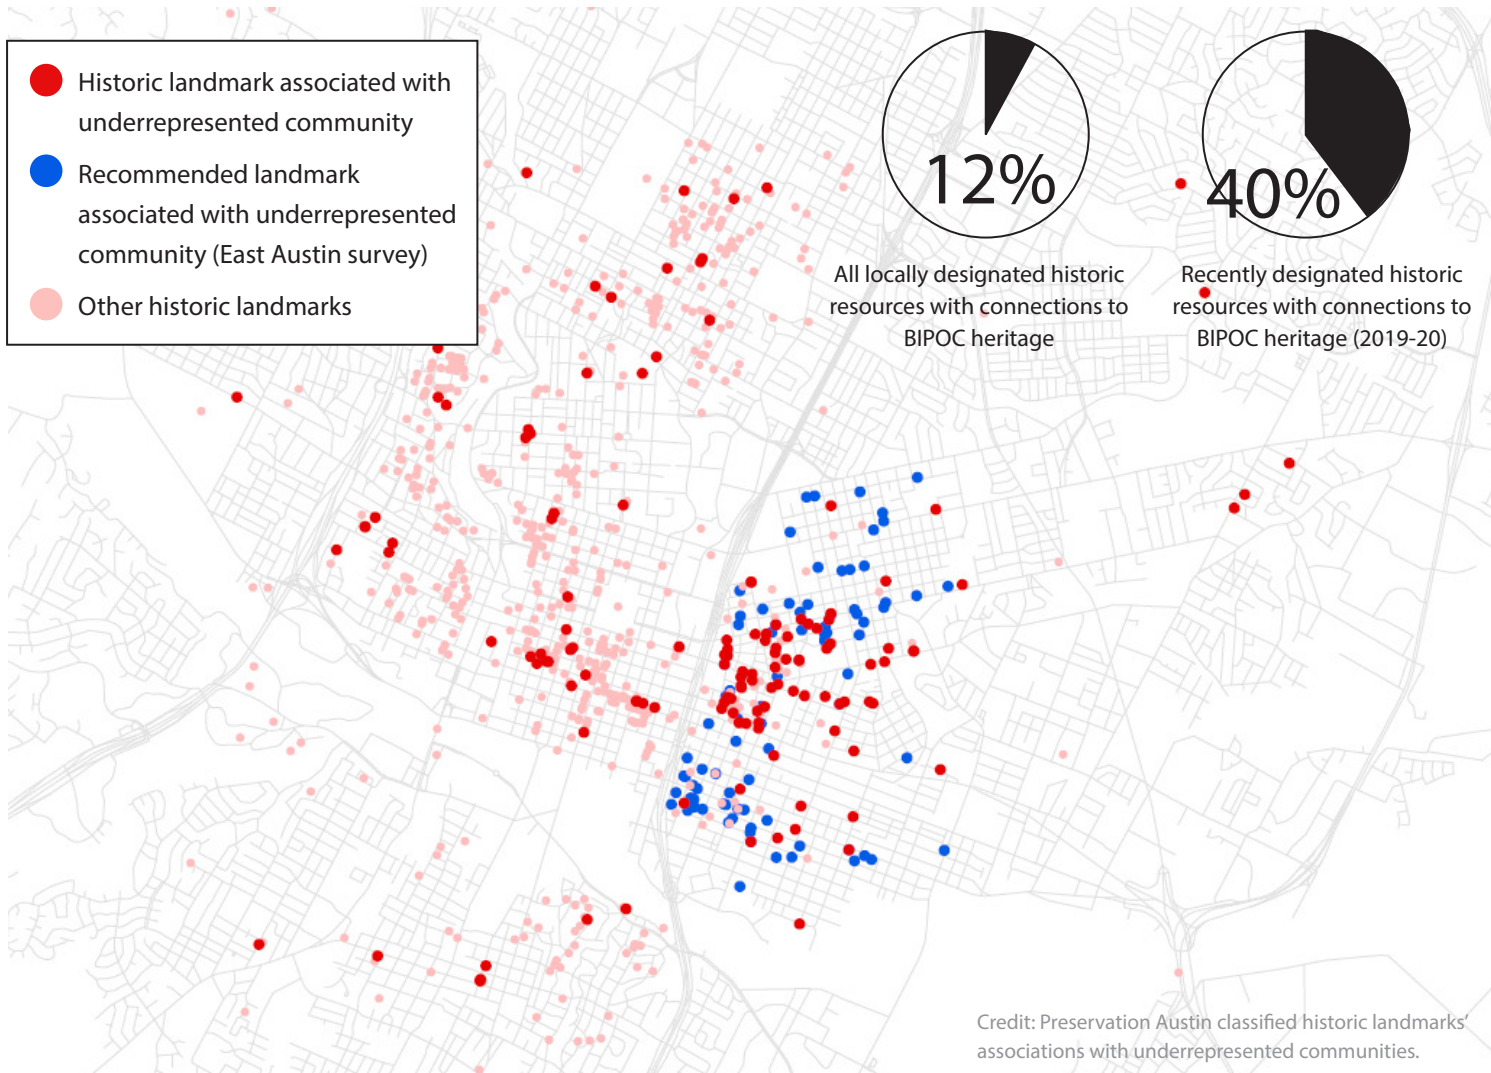 Historic landmark associated with
underrepresented community
Recommended landmark
associated with underrepresented
community (East Austin survey)
Other historic landmarks
12%
All locally designated historic
resources with connections to
BIPOC heritage
40%
Recently designated historic
resources with connections to
BIPOC heritage (2019-20)
Credit: Preservation Austin classified historic landmarks’
associations with underrepresented communities.